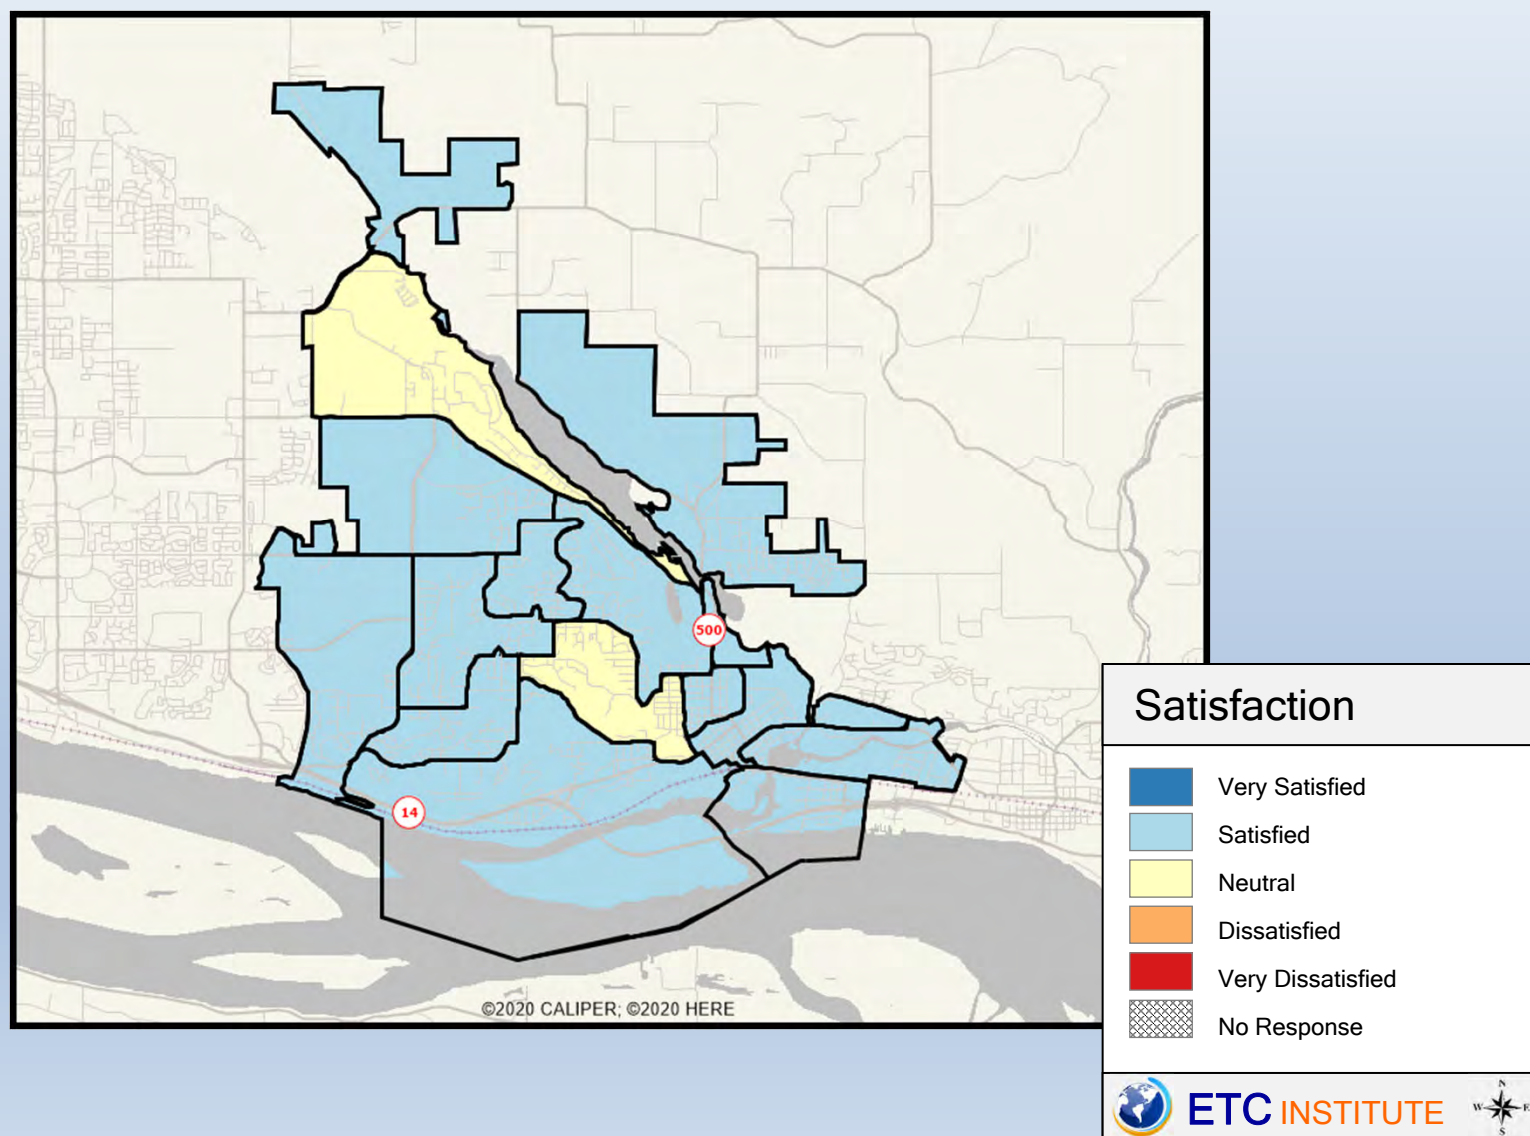 500
14
©2020 CALIPER; ©2020 HERE
Satisfaction
Very Satisfied
Satisfied
Neutral
Dissatisfied
Very Dissatisfied
No Response
ETC INSTITUTE
N
W E
S